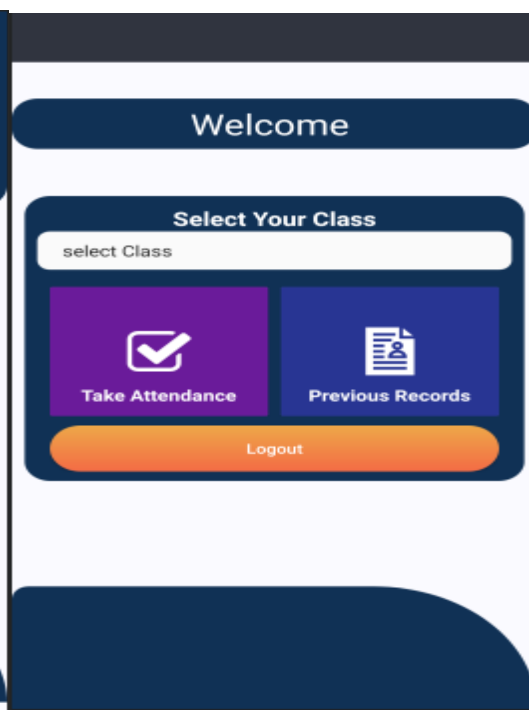 Welcome
Select Your Class
select Class
Take Attendance
Previous Records
Logout